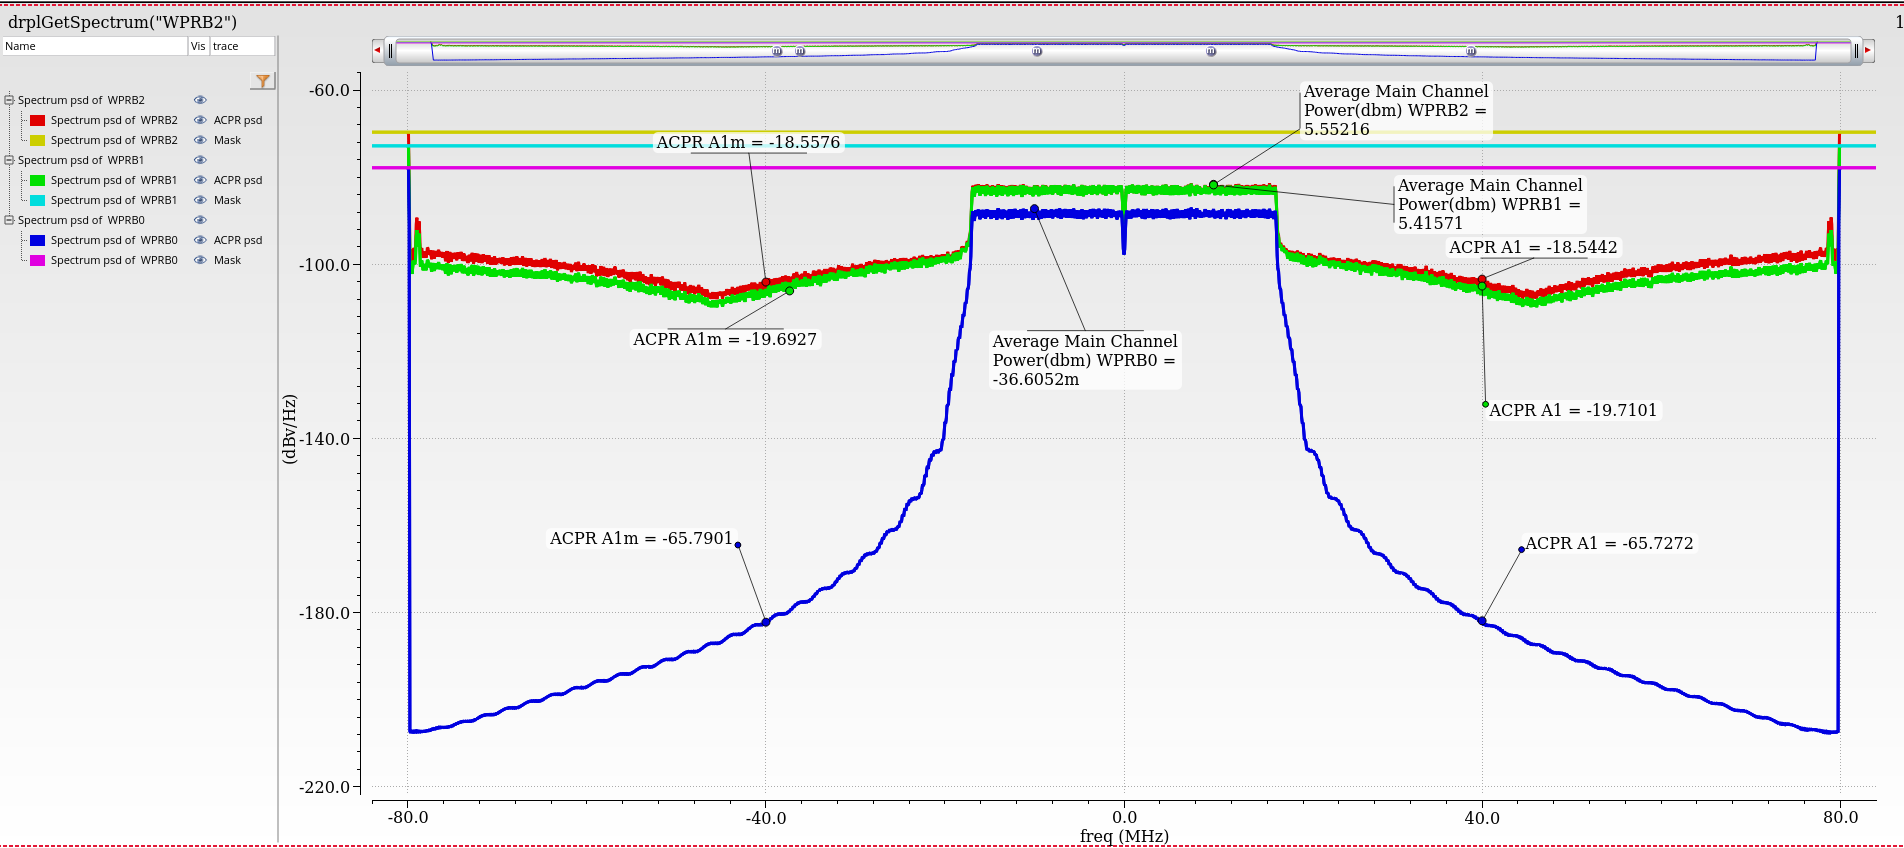 drplGetSpectrum("WPRB2")
1
Name Vis trace
Spectrum psd of WPRB2
Spectrum psd of WPRB2 ACPR psd
Spectrum psd of WPRB2 Mask
Spectrum psd of WPRB1
Spectrum psd of WPRB1 ACPR psd
Spectrum psd of WPRB1 Mask
Spectrum psd of WPRB0
Spectrum psd of WPRB0 ACPR psd
Spectrum psd of WPRB0 Mask
m m m m m
-60.0
-100.0
-140.0
-180.0
-220.0
(dBv/Hz)
Average Main Channel
Power(dbm) WPRB2 =
5.55216
ACPR A1m = -18.5576
Average Main Channel
Power(dbm) WPRB1 =
5.41571
ACPR A1 = -18.5442
ACPR A1m = -19.6927
Average Main Channel
Power(dbm) WPRB0 =
-36.6052m
ACPR A1 = -19.7101
ACPR A1m = -65.7901
ACPR A1 = -65.7272
-80.0 -40.0 0.0 40.0 80.0
freq (MHz)